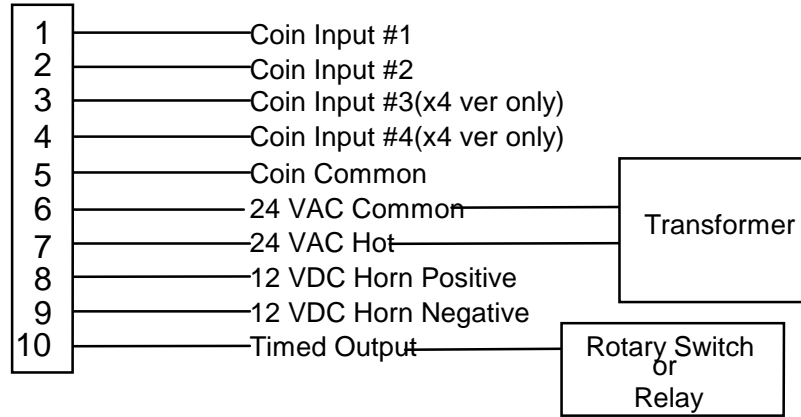 1 Coin Input #1
2 Coin Input #2
3 Coin Input #3(x4 ver only)
4 Coin Input #4(x4 ver only)
5 Coin Common
6 24 VAC Common
7 24 VAC Hot
8 12 VDC Horn Positive
9 12 VDC Horn Negative
10 Timed Output
Transformer
Rotary Switch
or
Relay